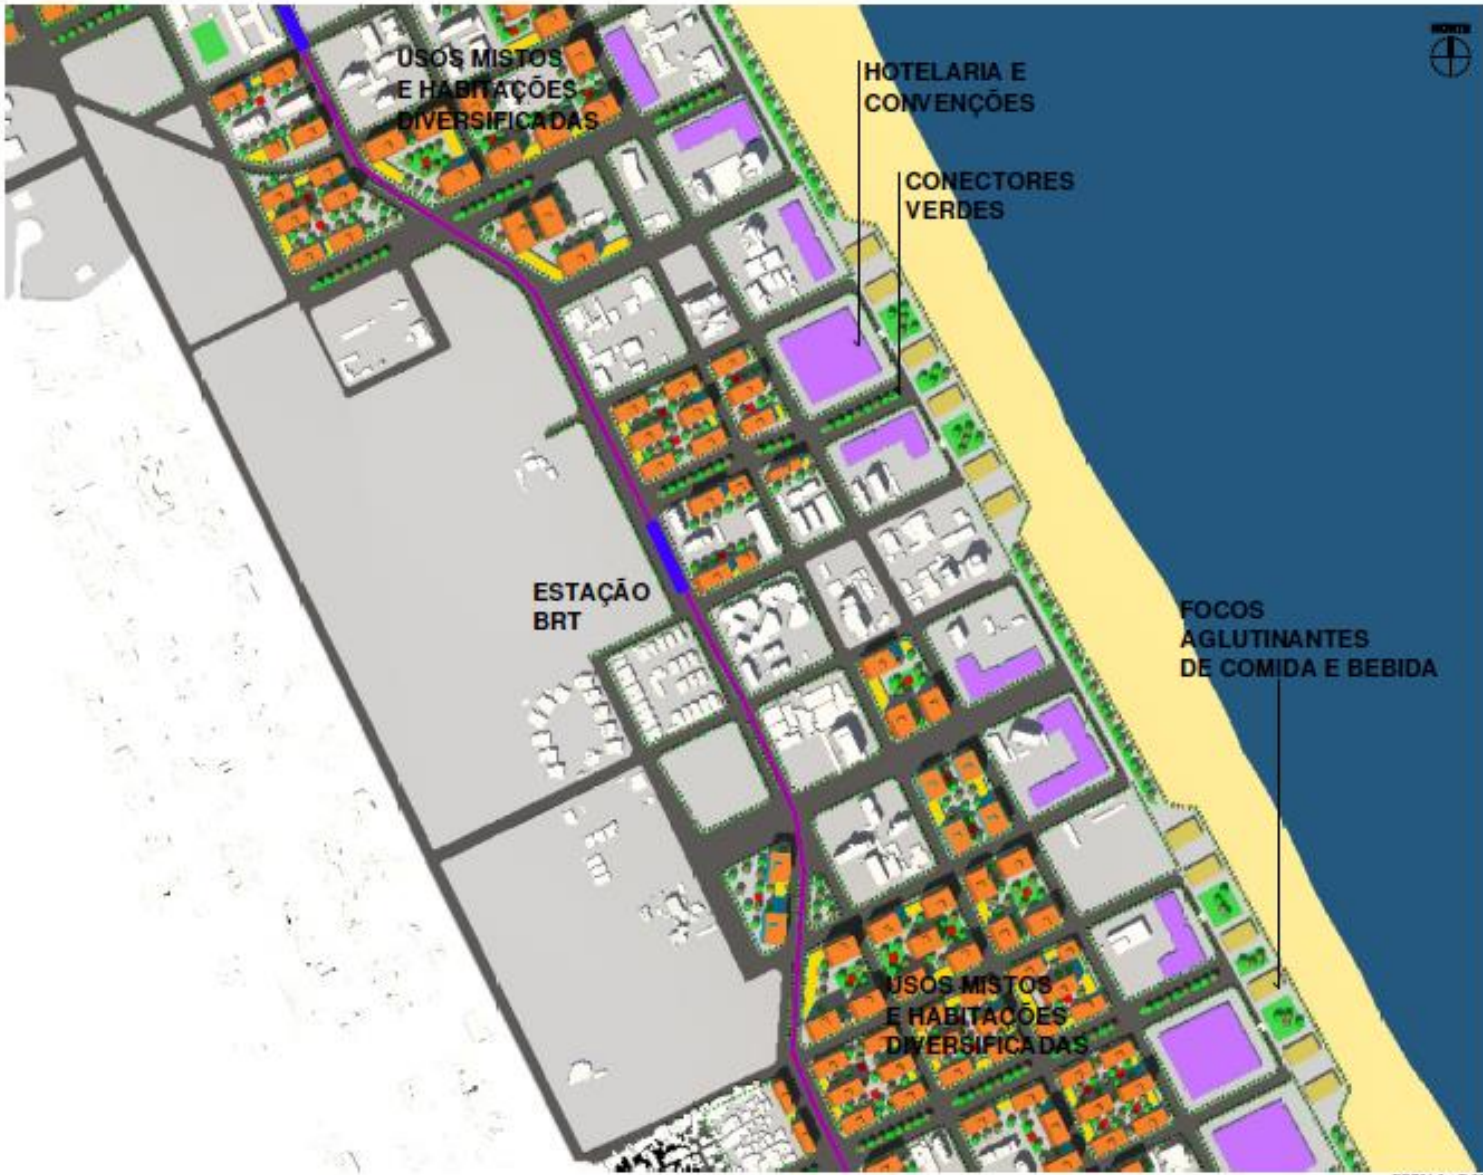 NORTE
USOS MISTOS
E HABITAÇÕES
DIVERSIFICADAS
HOTELARIA E
CONVENÇÕES
CONECTORES
VERDES
ESTAÇÃO
BRT
FOCOS
AGLUTINANTES
DE COMIDA E BEBIDA
USOS MISTOS
E HABITAÇÕES
DIVERSIFICADAS